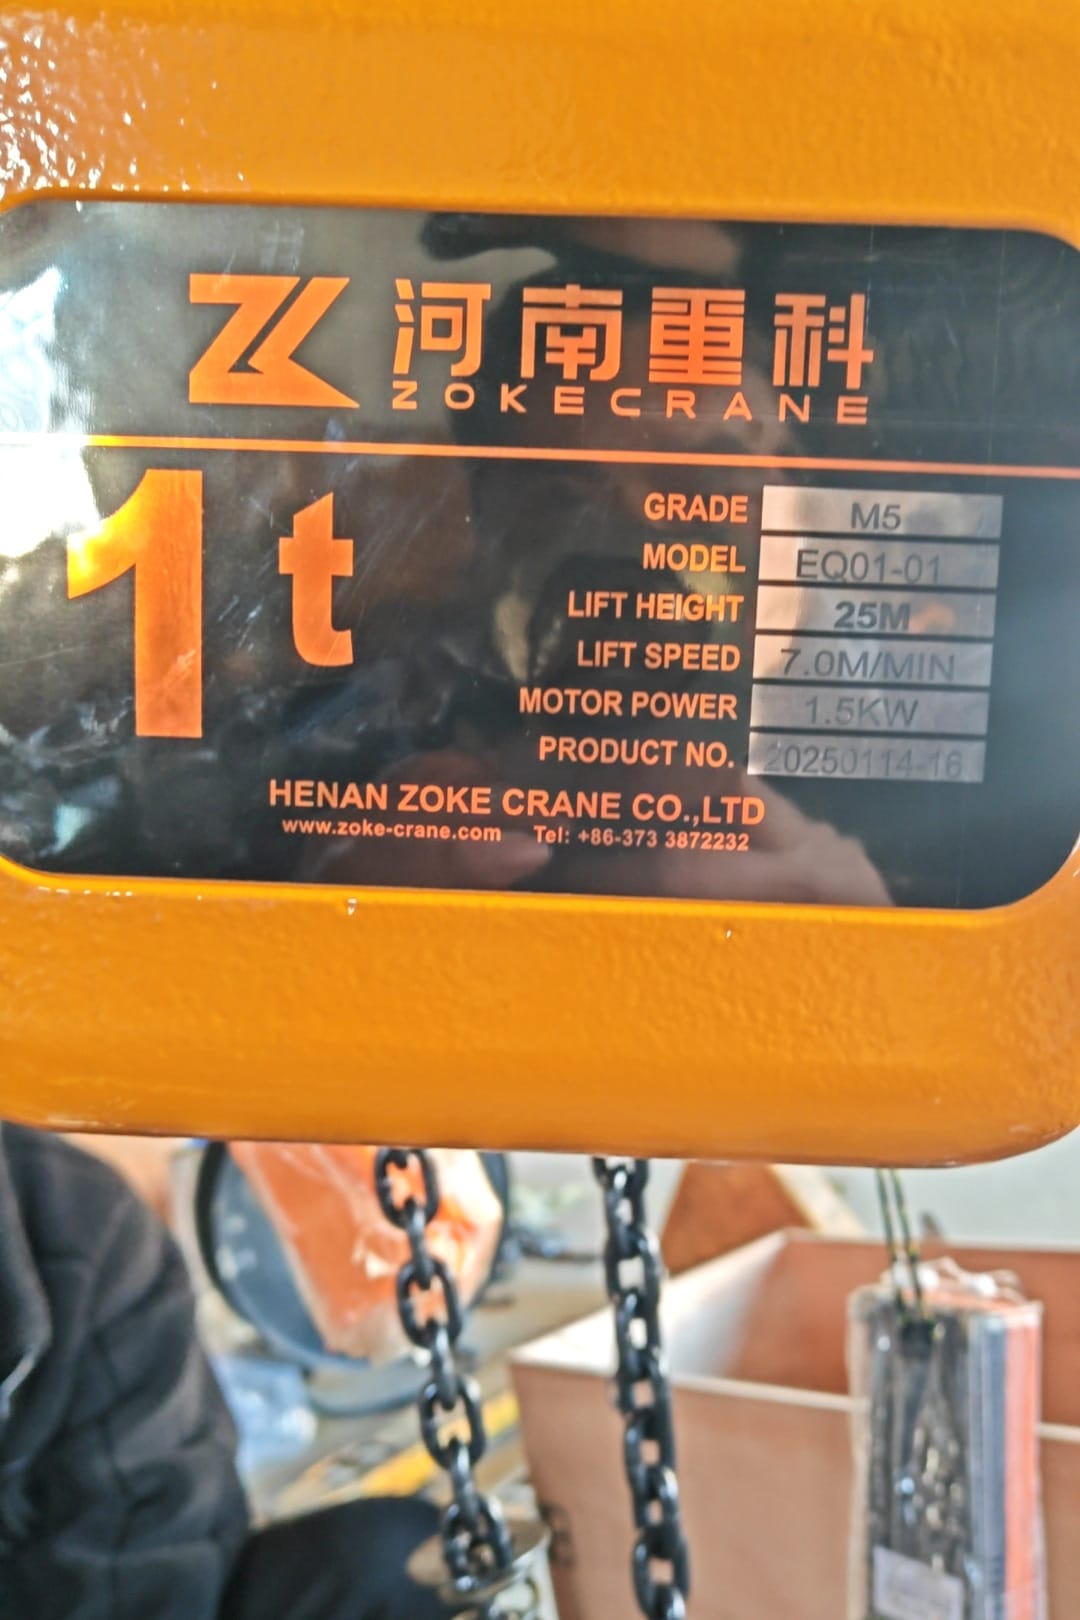 ZK 河南重科
ZOKECRANE
1t
GRADE M5
MODEL EQ01-01
LIFT HEIGHT 25M
LIFT SPEED 7.0M/MIN
MOTOR POWER 1.5KW
PRODUCT NO. 20250114-16
HENAN ZOKE CRANE CO.,LTD
www.zoke-crane.com Tel: +86-373 3872232